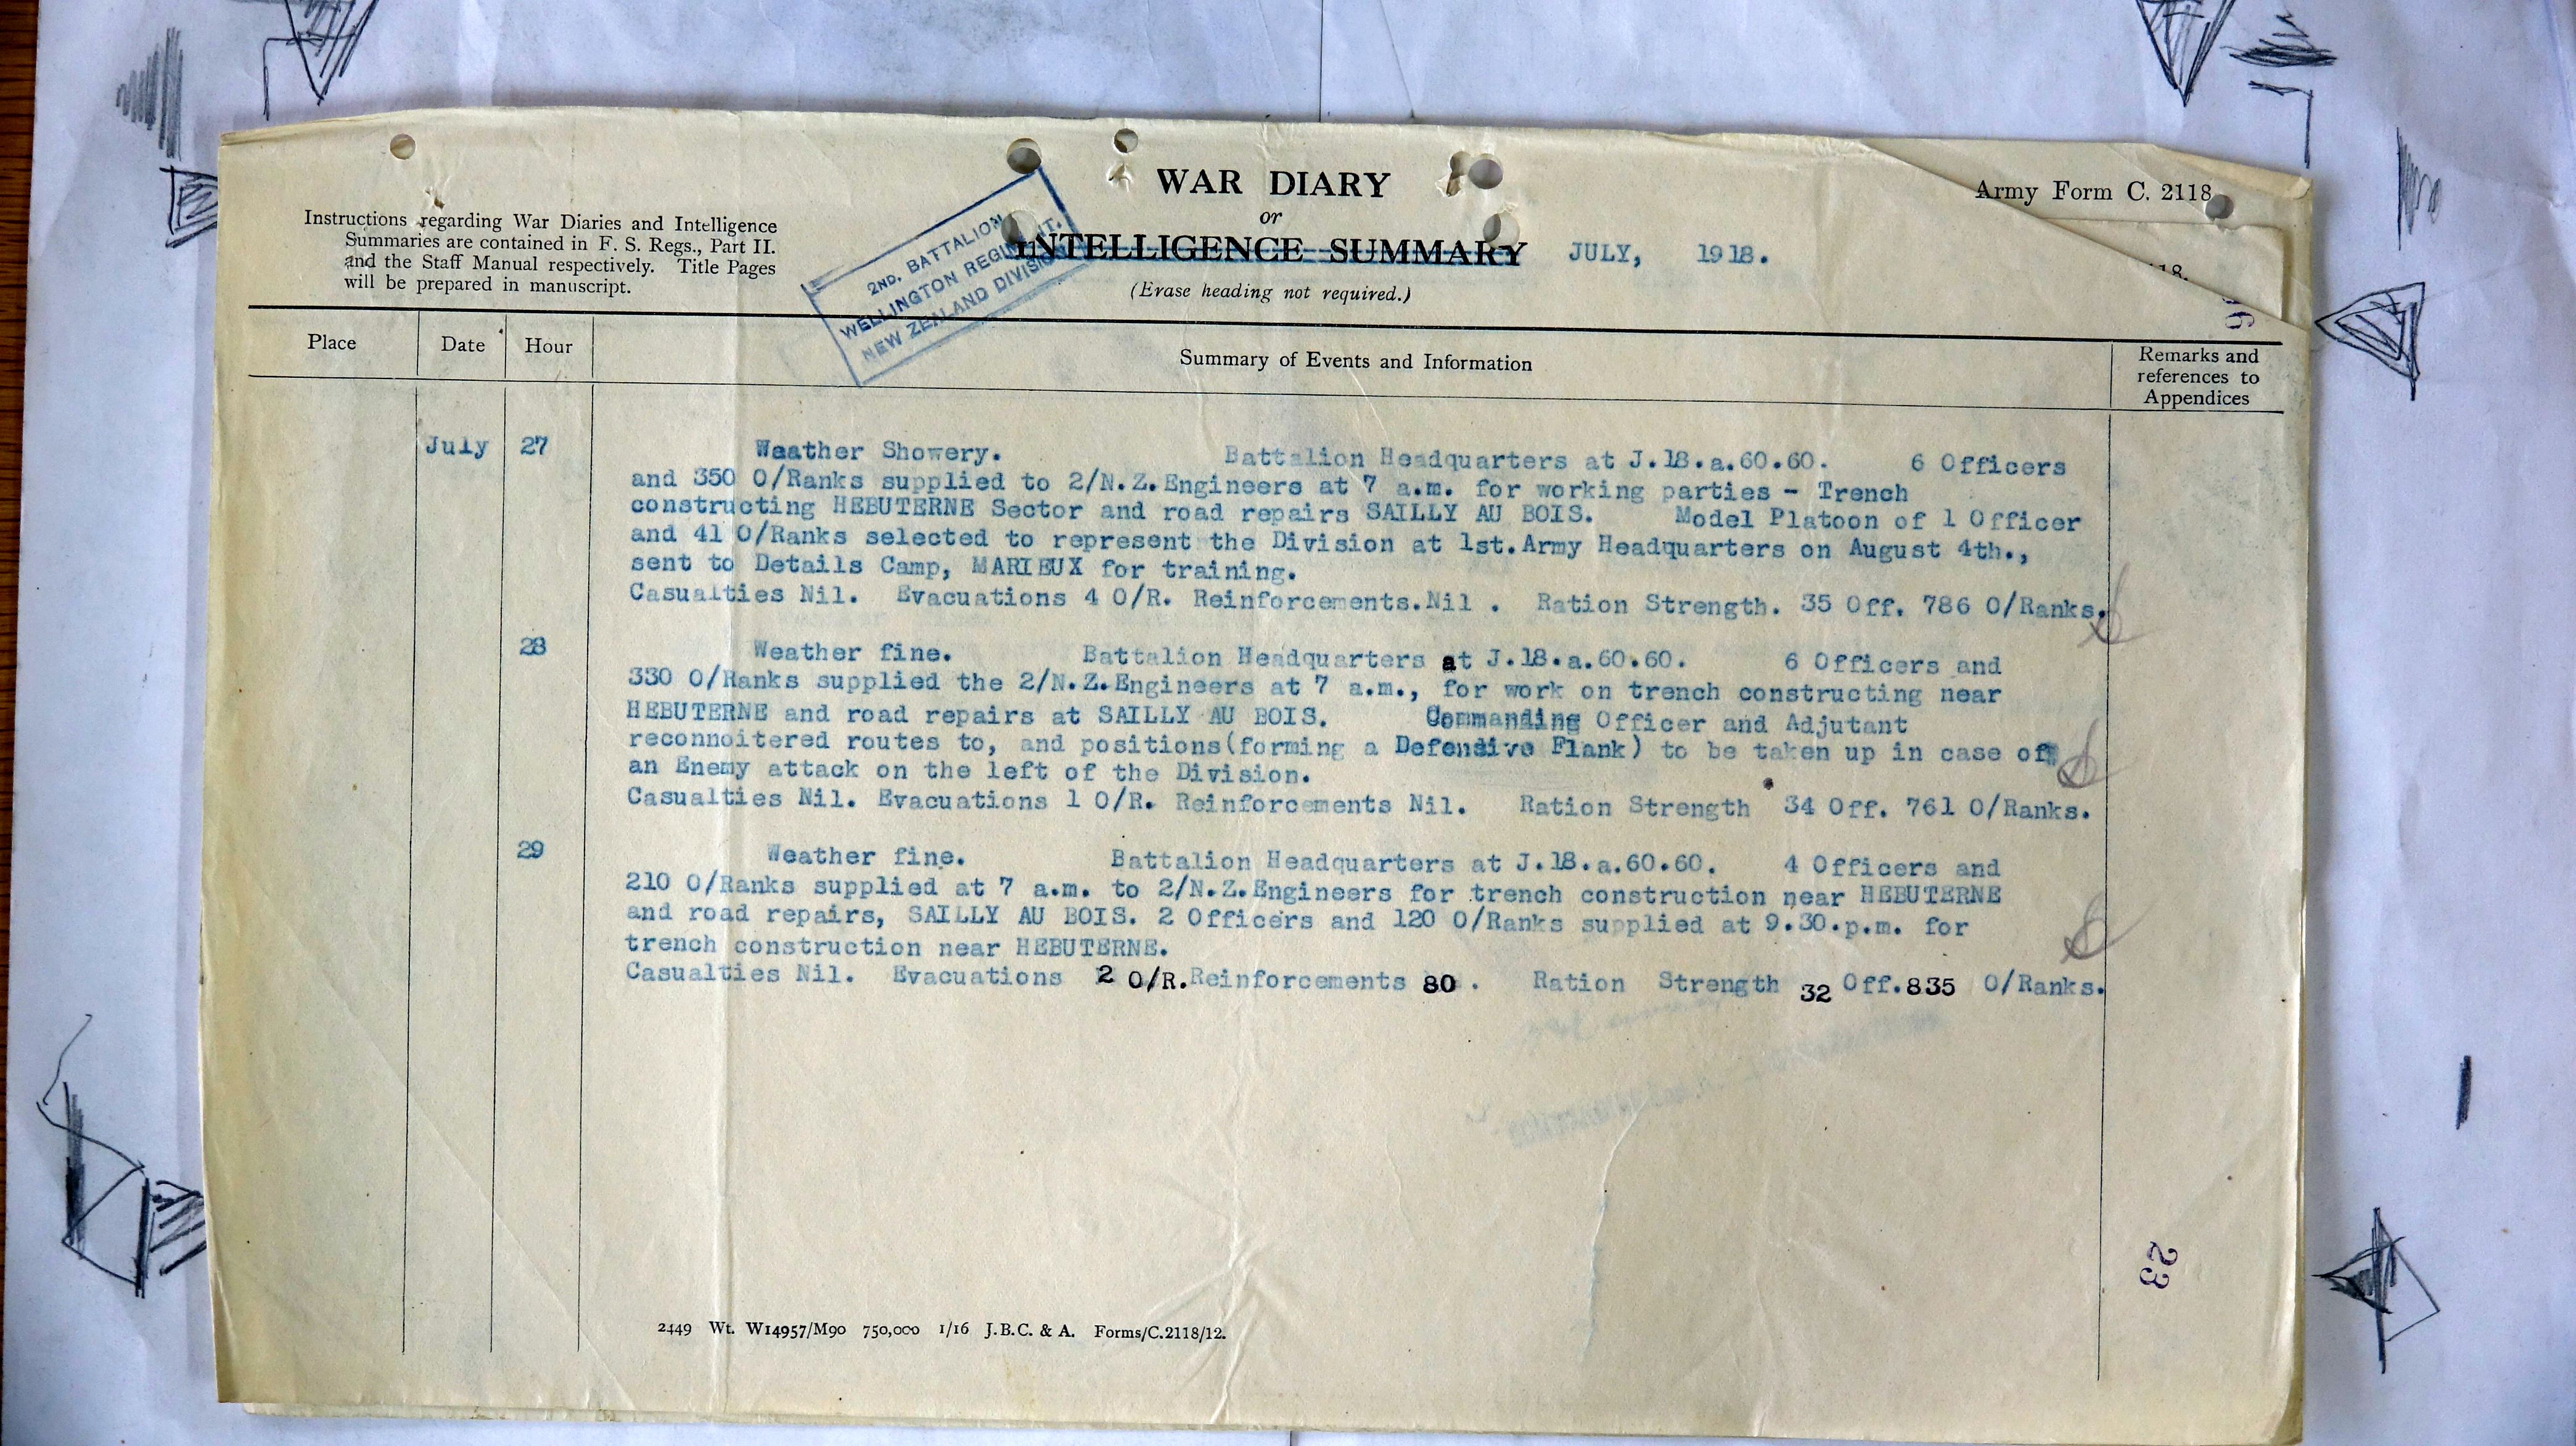 Army Form C. 2118.
WAR DIARY
or
INTELLIGENCE SUMMARY
(Erase heading not required.)
JULY, 1918.
Instructions regarding War Diaries and Intelligence
Summaries are contained in F. S. Regs., Part II.
and the Staff Manual respectively. Title Pages
will be prepared in manuscript.
2ND. BATTALION
WELLINGTON REGIMENT.
NEW ZEALAND DIVISION
18.
Place Date Hour Summary of Events and Information Remarks and
references to
Appendices
July 27 Weather Showery. Battalion Headquarters at J.18.a.60.60. 6 Officers
and 350 O/Ranks supplied to 2/N.Z.Engineers at 7 a.m. for working parties - Trench
constructing HEBUTERNE Sector and road repairs SAILLY AU BOIS. Model Platoon of 1 Officer
and 41 O/Ranks selected to represent the Division at 1st.Army Headquarters on August 4th.,
sent to Details Camp, MARIEUX for training.
Casualties Nil. Evacuations 4 O/R. Reinforcements.Nil . Ration Strength. 35 Off. 786 O/Ranks.
28 Weather fine. Battalion Headquarters at J.18.a.60.60. 6 Officers and
330 O/Ranks supplied the 2/N.Z.Engineers at 7 a.m., for work on trench constructing near
HEBUTERNE and road repairs at SAILLY AU BOIS. Commanding Officer and Adjutant
reconnoitered routes to, and positions(forming a Defensive Flank) to be taken up in case of
an Enemy attack on the left of the Division.
Casualties Nil. Evacuations 1 O/R. Reinforcements Nil. Ration Strength 34 Off. 761 O/Ranks.
29 Weather fine. Battalion Headquarters at J.18.a.60.60. 4 Officers and
210 O/Ranks supplied at 7 a.m. to 2/N.Z.Engineers for trench construction near HEBUTERNE
and road repairs, SAILLY AU BOIS. 2 Officers and 120 O/Ranks supplied at 9.30.p.m. for
trench construction near HEBUTERNE.
Casualties Nil. Evacuations 2 O/R.Reinforcements 80 . Ration Strength 32 Off.835 O/Ranks.
23
2449 Wt. W14957/M90 750,000 1/16 J.B.C. & A. Forms/C.2118/12.